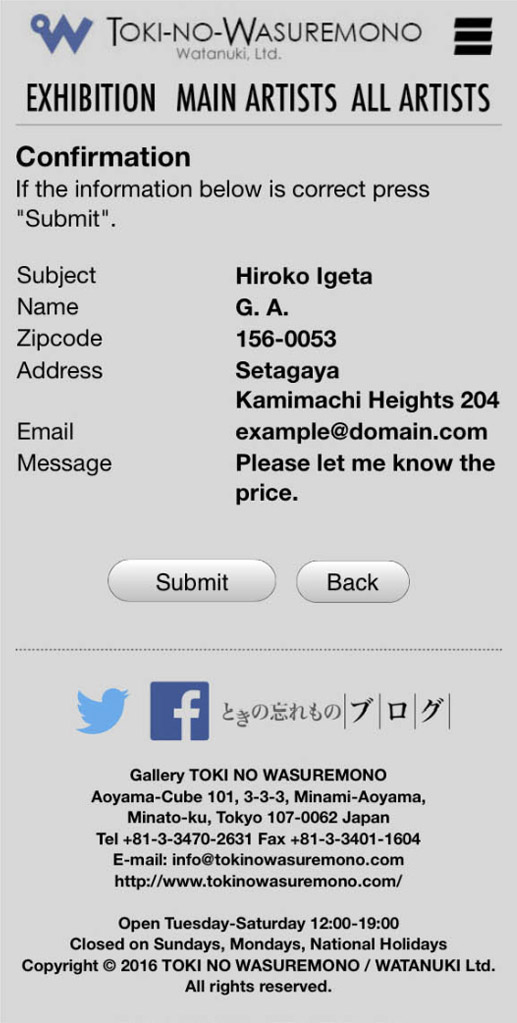 TOKI-NO-WASUREMONO
Watanuki, Ltd.
EXHIBITION MAIN ARTISTS ALL ARTISTS
Confirmation
If the information below is correct press
"Submit".
Subject Hiroko Igeta
Name G. A.
Zipcode 156-0053
Address Setagaya
Kamimachi Heights 204
Email example@domain.com
Message Please let me know the
price.
Submit Back
ときの忘れもの ブログ
Gallery TOKI NO WASUREMONO
Aoyama-Cube 101, 3-3-3, Minami-Aoyama,
Minato-ku, Tokyo 107-0062 Japan
Tel +81-3-3470-2631 Fax +81-3-3401-1604
E-mail: info@tokinowasuremono.com
http://www.tokinowasuremono.com/
Open Tuesday-Saturday 12:00-19:00
Closed on Sundays, Mondays, National Holidays
Copyright © 2016 TOKI NO WASUREMONO / WATANUKI Ltd.
All rights reserved.